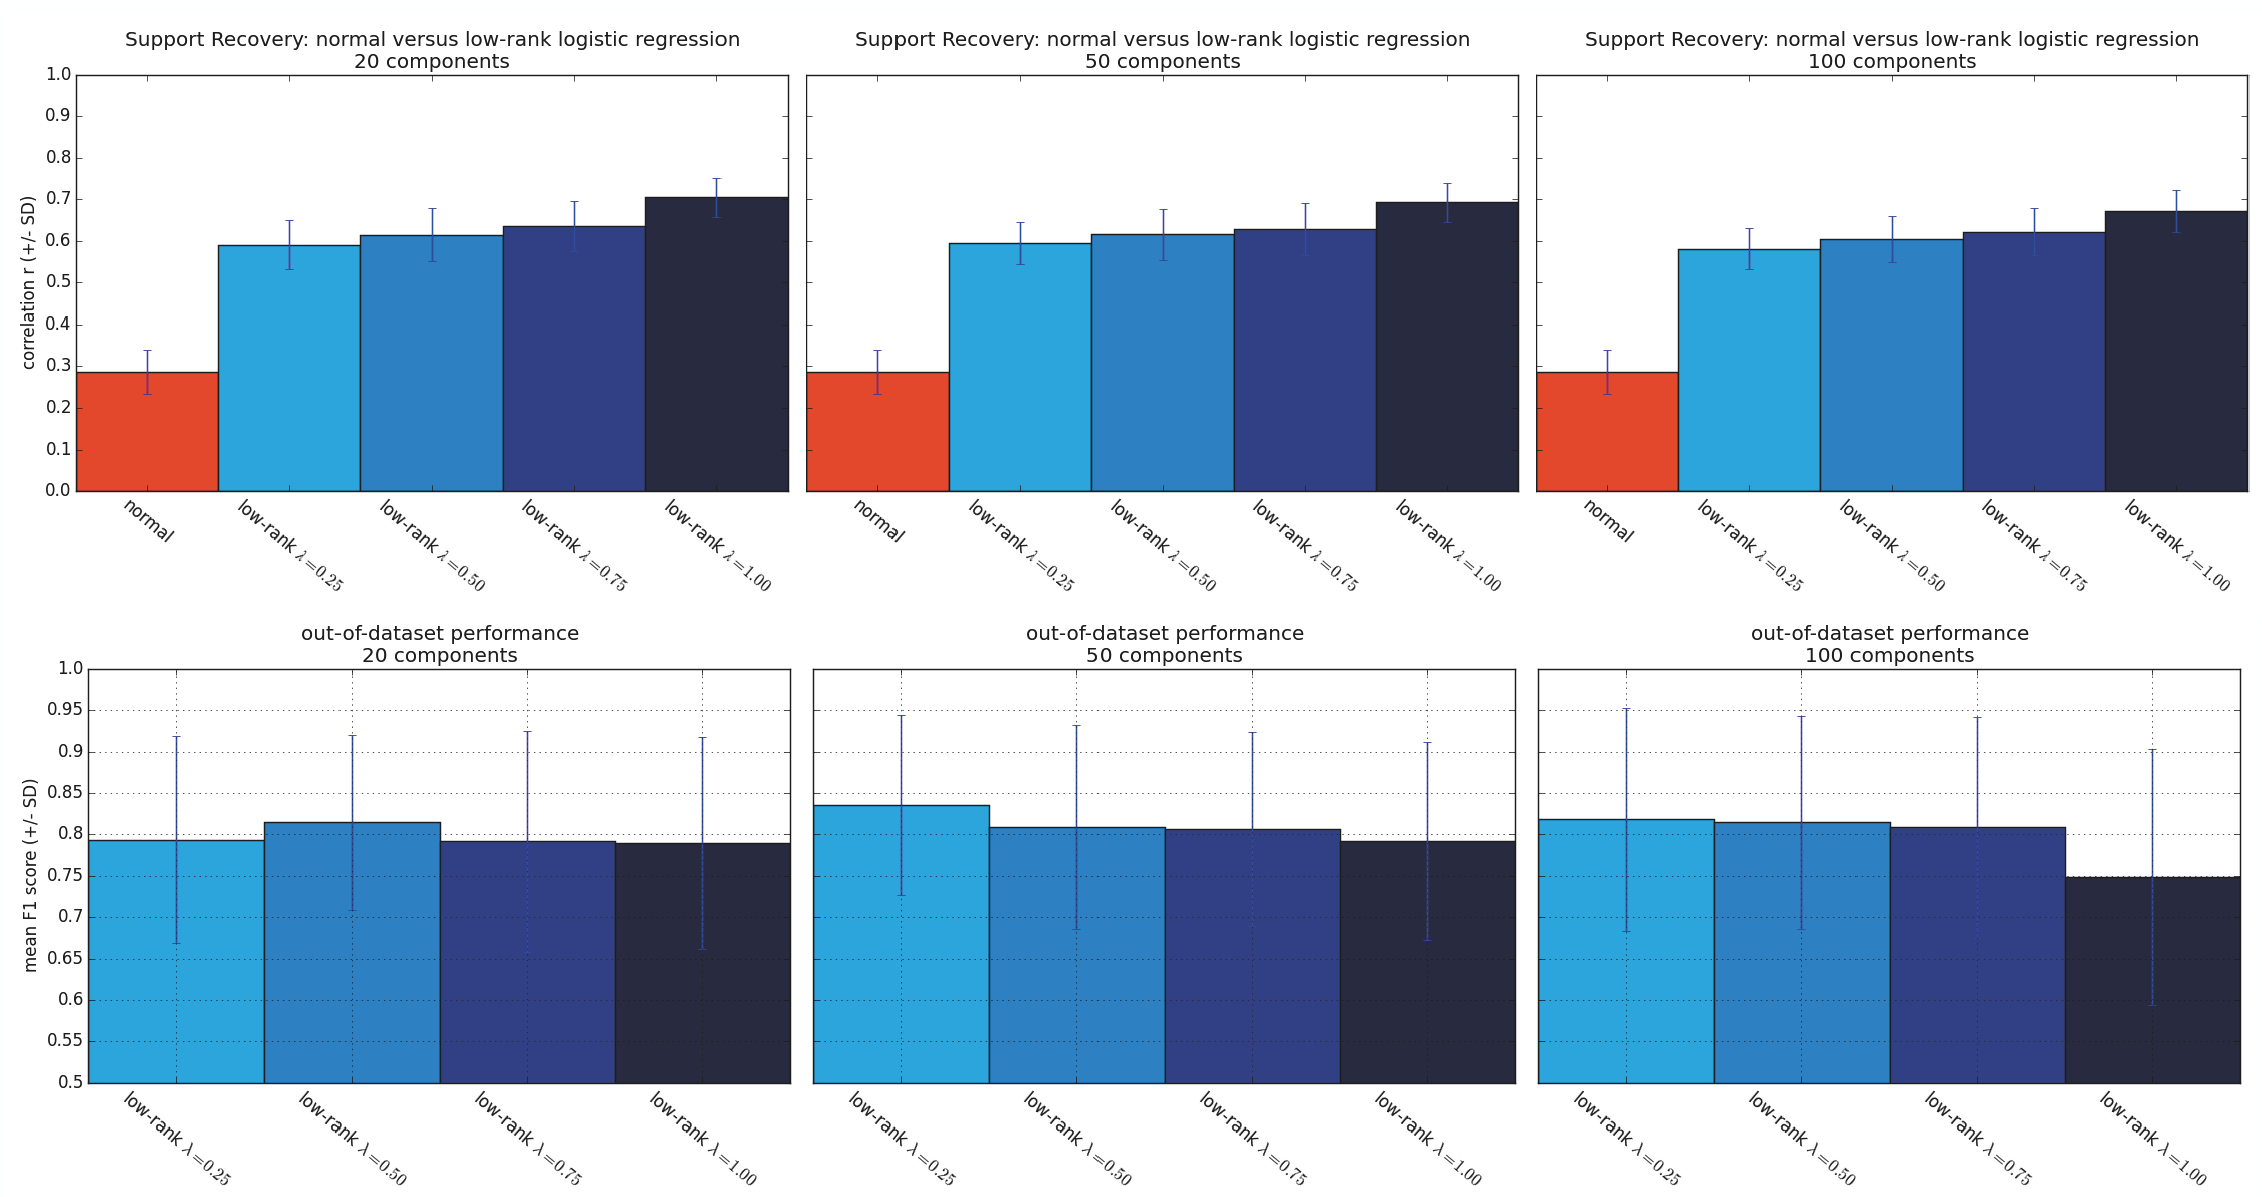 Support Recovery: normal versus low-rank logistic regression
20 components
Support Recovery: normal versus low-rank logistic regression
50 components
Support Recovery: normal versus low-rank logistic regression
100 components
correlation r (+/- SD)
1.0
0.9
0.8
0.7
0.6
0.5
0.4
0.3
0.2
0.1
0.0
normal
low-rank λ=0.25
low-rank λ=0.50
low-rank λ=0.75
low-rank λ=1.00
normal
low-rank λ=0.25
low-rank λ=0.50
low-rank λ=0.75
low-rank λ=1.00
normal
low-rank λ=0.25
low-rank λ=0.50
low-rank λ=0.75
low-rank λ=1.00
out-of-dataset performance
20 components
out-of-dataset performance
50 components
out-of-dataset performance
100 components
mean F1 score (+/- SD)
1.0
0.95
0.9
0.85
0.8
0.75
0.7
0.65
0.6
0.55
0.5
low-rank λ=0.25
low-rank λ=0.50
low-rank λ=0.75
low-rank λ=1.00
low-rank λ=0.25
low-rank λ=0.50
low-rank λ=0.75
low-rank λ=1.00
low-rank λ=0.25
low-rank λ=0.50
low-rank λ=0.75
low-rank λ=1.00